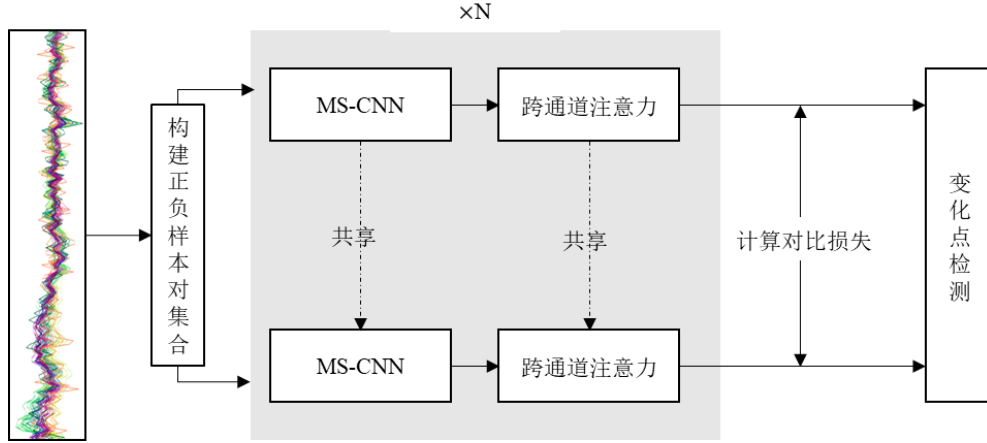 ×N
MS-CNN
跨通道注意力
构建正负样本对集合
共享
共享
计算对比损失
变化点检测
MS-CNN
跨通道注意力